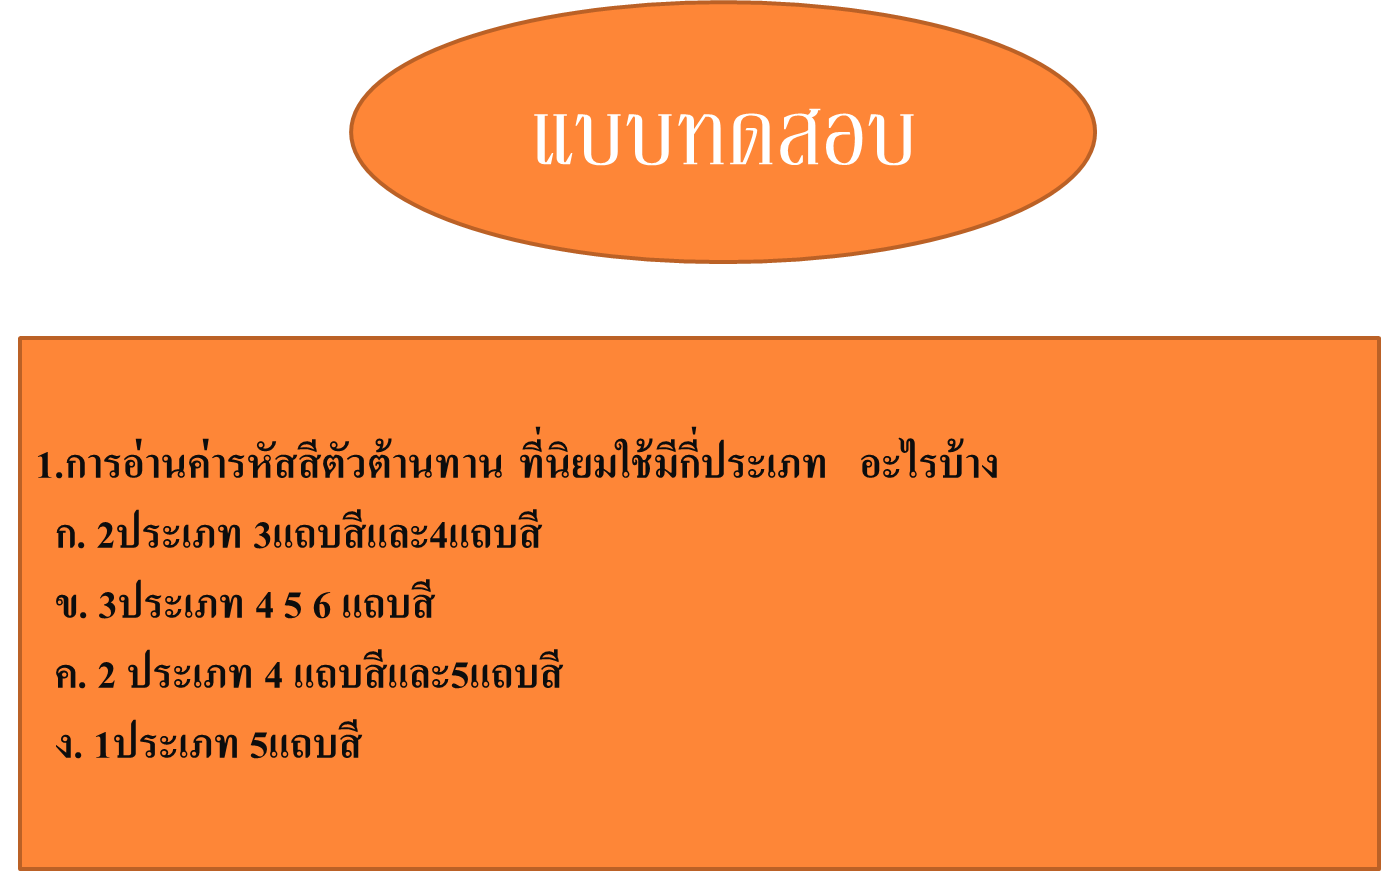 แบบทดสอบ
1.การอ่านค่ารหัสสีตัวต้านทาน ที่นิยมใช้มีกี่ประเภท อะไรบ้าง
ก. 2ประเภท 3แถบสีและ4แถบสี
ข. 3ประเภท 4 5 6 แถบสี
ค. 2 ประเภท 4 แถบสีและ5แถบสี
ง. 1ประเภท 5แถบสี